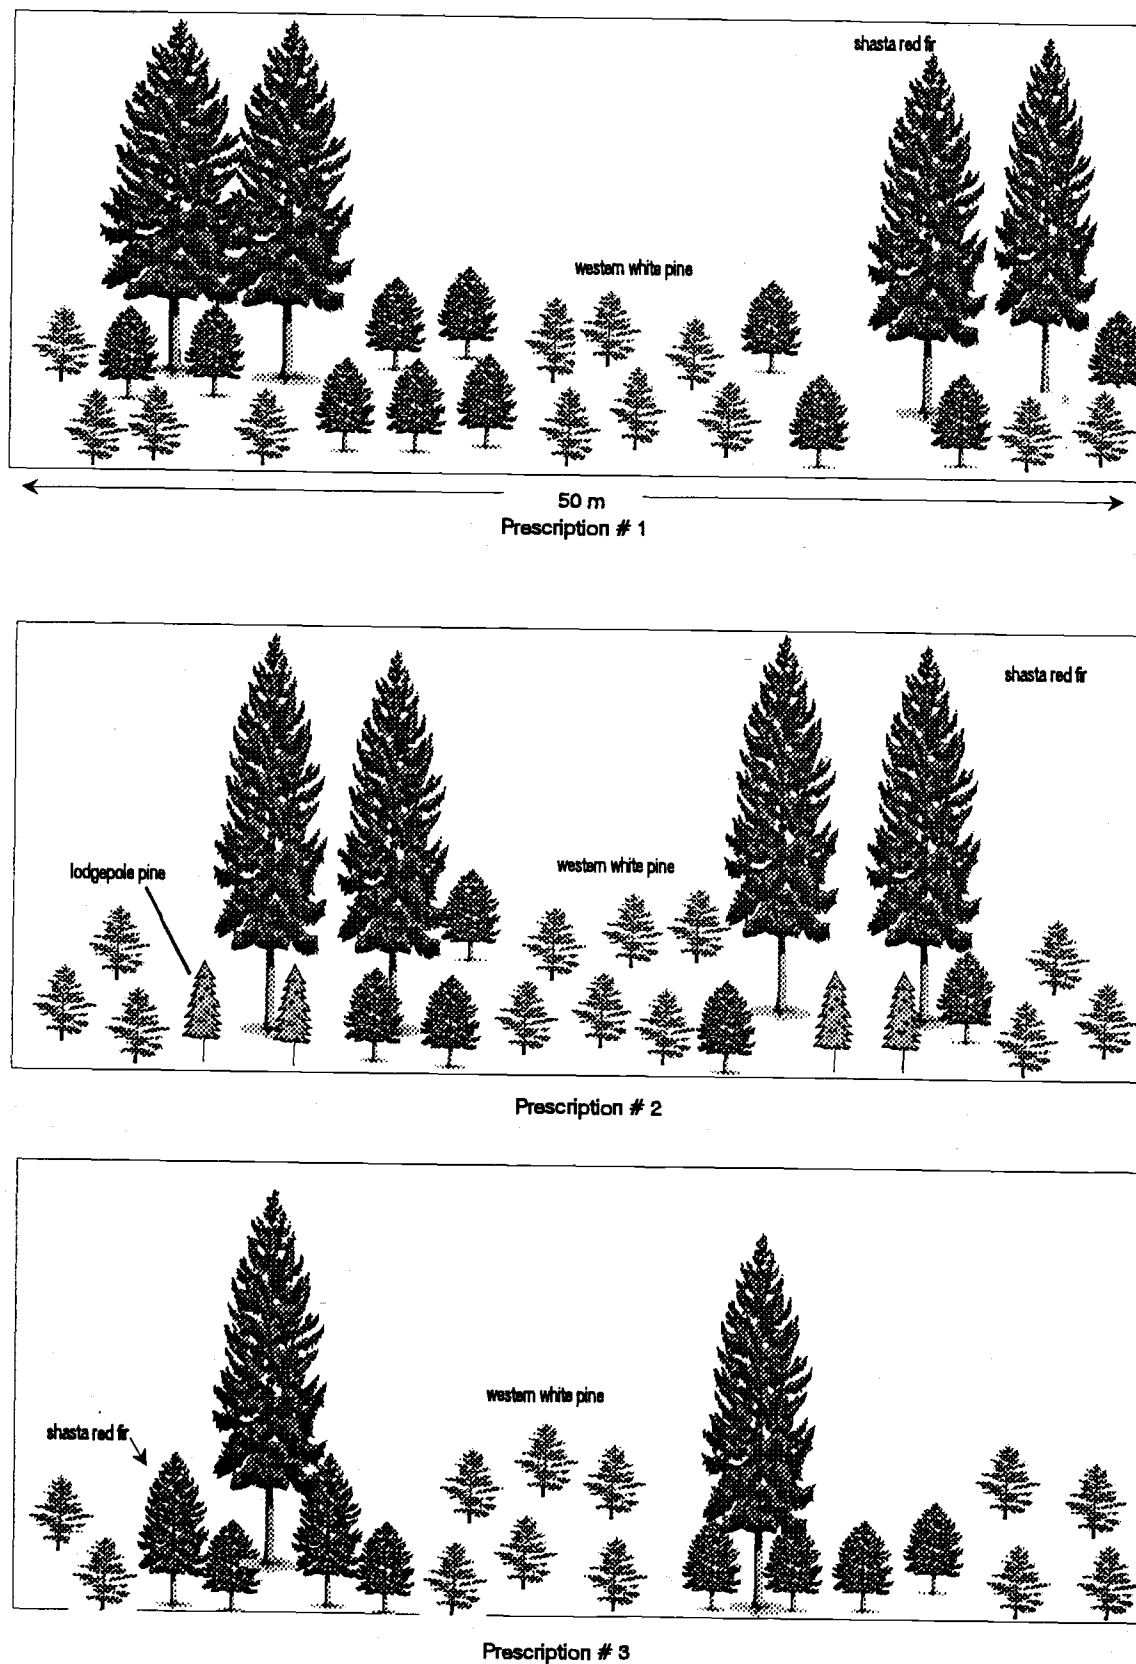 shasta red fir
western white pine
50 m
Prescription # 1
shasta red fir
lodgepole pine
western white pine
Prescription # 2
western white pine
shasta red fir
Prescription # 3